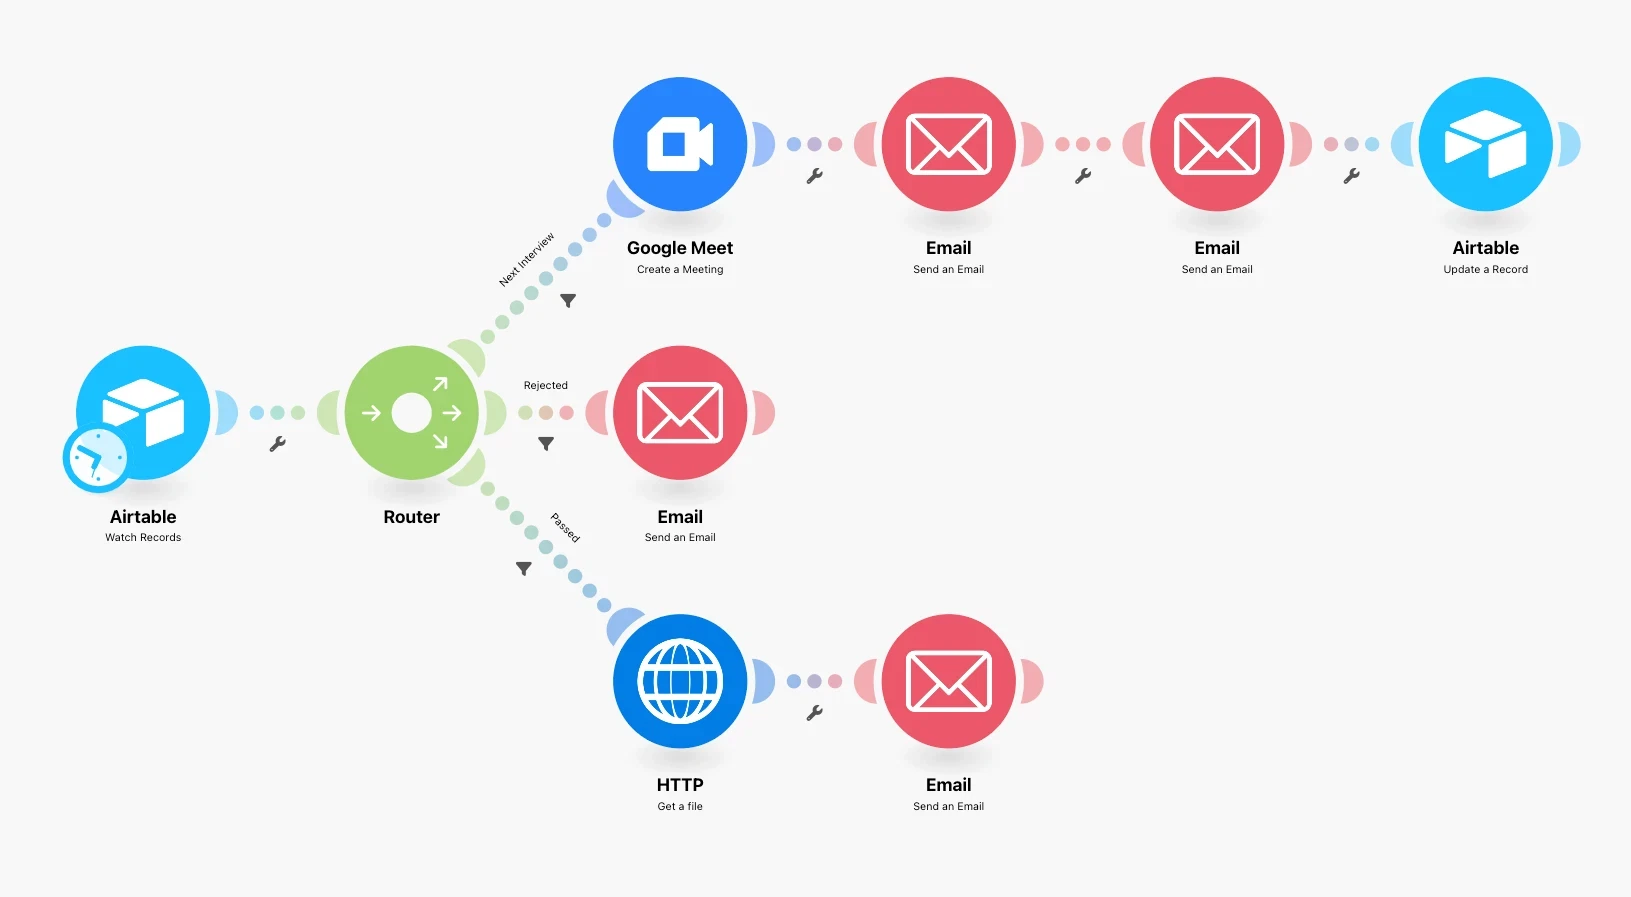 Google Meet
Create a Meeting
Email
Send an Email
Email
Send an Email
Airtable
Update a Record
Next Interview
Airtable
Watch Records
Router
Rejected
Email
Send an Email
Passed
HTTP
Get a file
Email
Send an Email